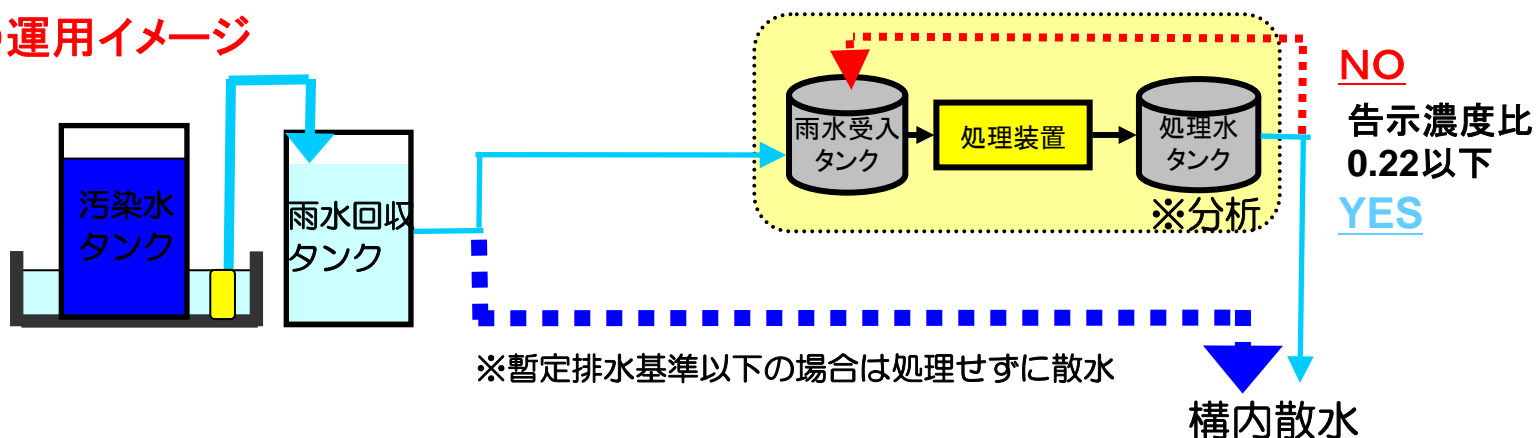 運用イメージ
汚染水
タンク
雨水回収
タンク
雨水受入
タンク
処理装置
処理水
タンク
※分析
NO
告示濃度比
0.22以下
YES
※暫定排水基準以下の場合は処理せずに散水
構内散水